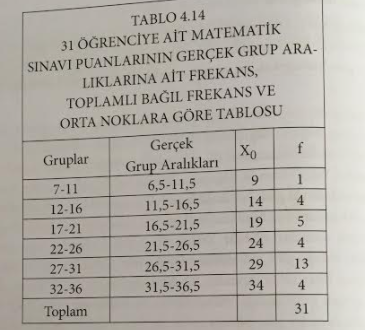 TABLO 4.14
31 ÖĞRENCİYE AİT MATEMATİK
SINAVI PUANLARININ GERÇEK GRUP ARA-
LIKLARINA AİT FREKANS,
TOPLAMLI BAĞIL FREKANS VE
ORTA NOKLARA GÖRE TABLOSU
Gruplar Gerçek Grup Aralıkları X0 f
7-11 6,5-11,5 9 1
12-16 11,5-16,5 14 4
17-21 16,5-21,5 19 5
22-26 21,5-26,5 24 4
27-31 26,5-31,5 29 13
32-36 31,5-36,5 34 4
Toplam 31